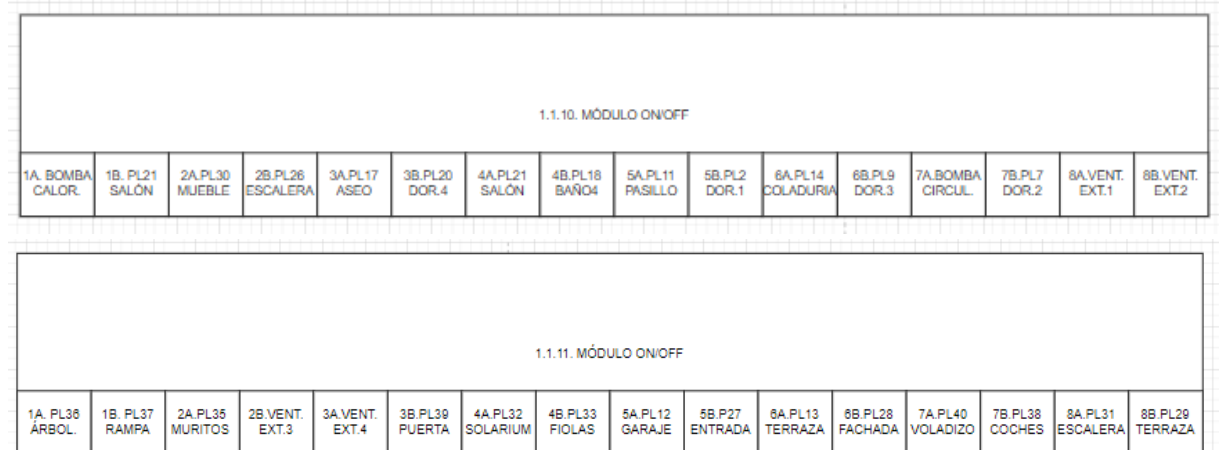 1.1.10. MÓDULO ON/OFF
1A. BOMBA CALOR.
1B. PL21 SALÓN
2A.PL30 MUEBLE
2B.PL26 ESCALERA
3A.PL17 ASEO
3B.PL20 DOR.4
4A.PL21 SALÓN
4B.PL18 BAÑO4
5A.PL11 PASILLO
5B.PL2 DOR.1
6A.PL14 COLADURIA
6B.PL9 DOR.3
7A.BOMBA CIRCUL.
7B.PL7 DOR.2
8A.VENT. EXT.1
8B.VENT. EXT.2
1.1.11. MÓDULO ON/OFF
1A. PL36 ÁRBOL.
1B. PL37 RAMPA
2A.PL35 MURITOS
2B.VENT. EXT.3
3A.VENT. EXT.4
3B.PL39 PUERTA
4A.PL32 SOLARIUM
4B.PL33 FIOLAS
5A.PL12 GARAJE
5B.P27 ENTRADA
6A.PL13 TERRAZA
6B.PL28 FACHADA
7A.PL40 VOLADIZO
7B.PL38 COCHES
8A.PL31 ESCALERA
8B.PL29 TERRAZA